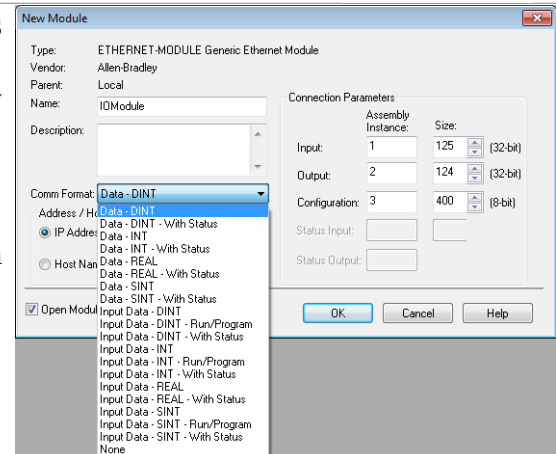 New Module
Type: ETHERNET-MODULE Generic Ethernet Module
Vendor: Allen-Bradley
Parent: Local
Name: IOModule
Description:
Comm Format: Data - DINT
Address / H
IP Addre
Host Nan
Data - DINT
Data - DINT - With Status
Data - INT
Data - INT - With Status
Data - REAL
Data - REAL - With Status
Data - SINT
Data - SINT - With Status
Input Data - DINT
Input Data - DINT - Run/Program
Input Data - DINT - With Status
Input Data - INT
Input Data - INT - Run/Program
Input Data - INT - With Status
Input Data - REAL
Input Data - REAL - With Status
Input Data - SINT
Input Data - SINT - Run/Program
Input Data - SINT - With Status
None
Connection Parameters
Assembly
Instance: Size:
Input: 1 125 (32-bit)
Output: 2 124 (32-bit)
Configuration: 3 400 (8-bit)
Status Input:
Status Output:
Open Modul
OK Cancel Help